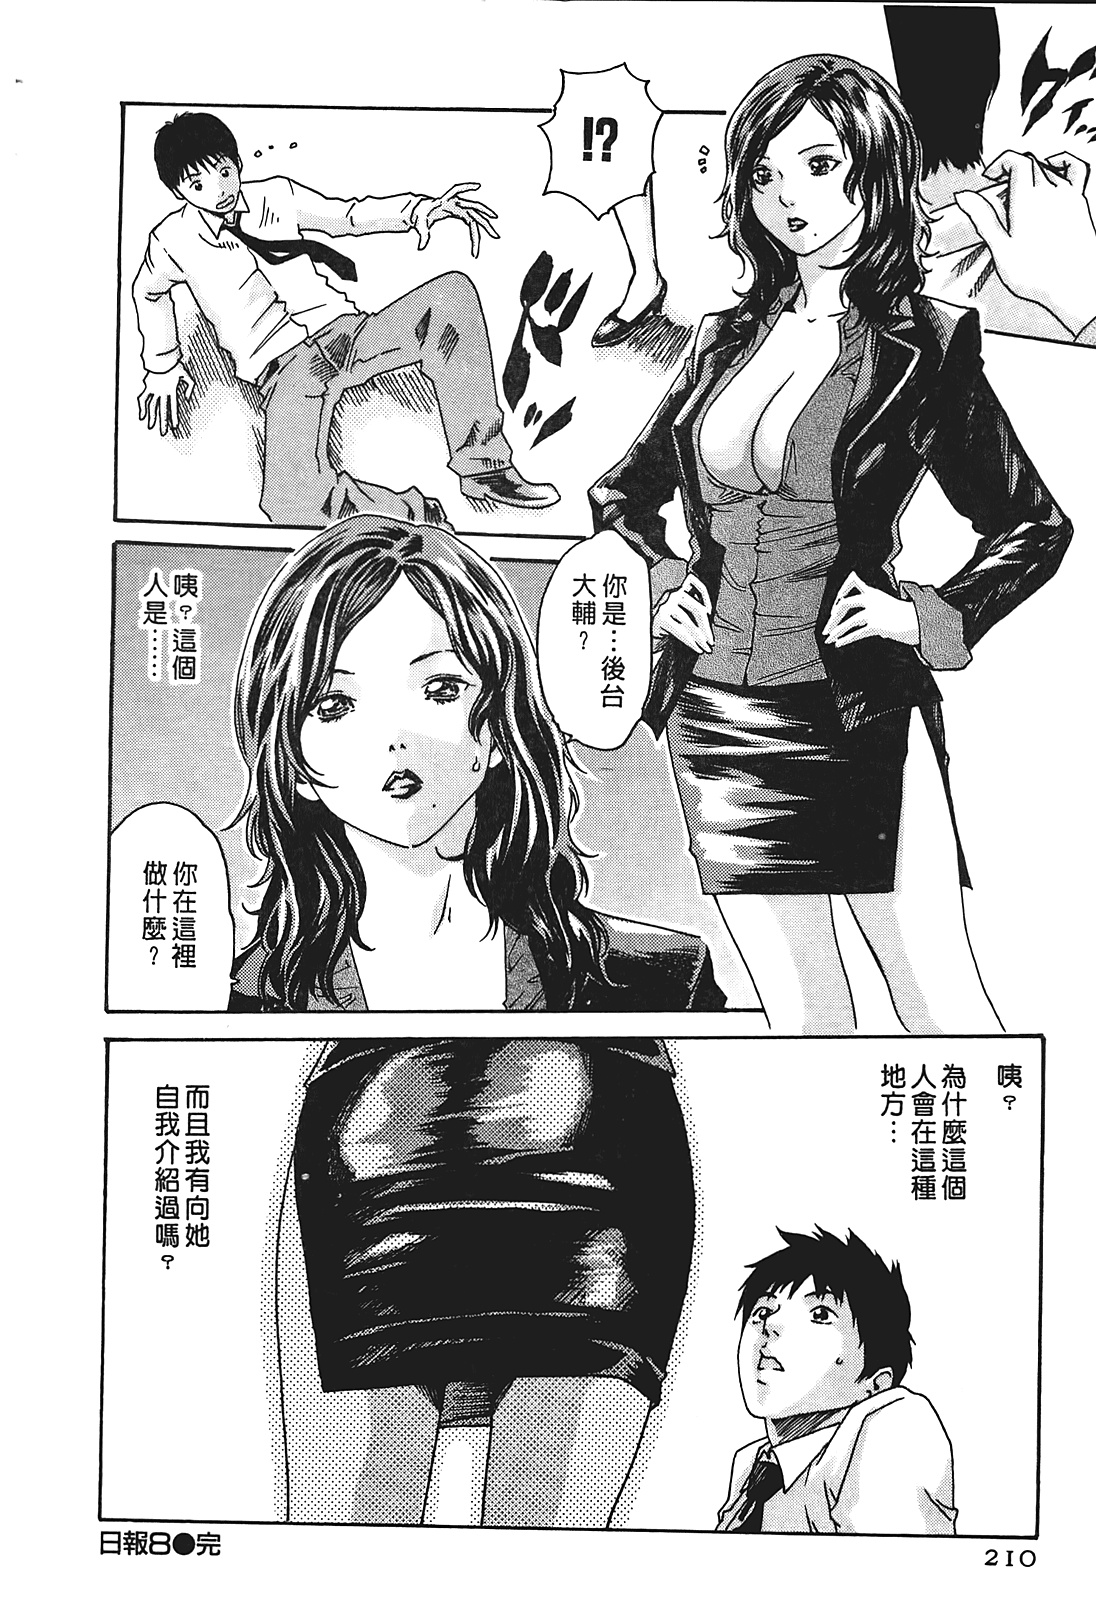 !?
你是…後台
大輔？
咦？這個
人是……
你在這裡
做什麼？
咦？
為什麼這個
人會在這種
地方…
而且我有向她
自我介紹過嗎？
日報8●完
210